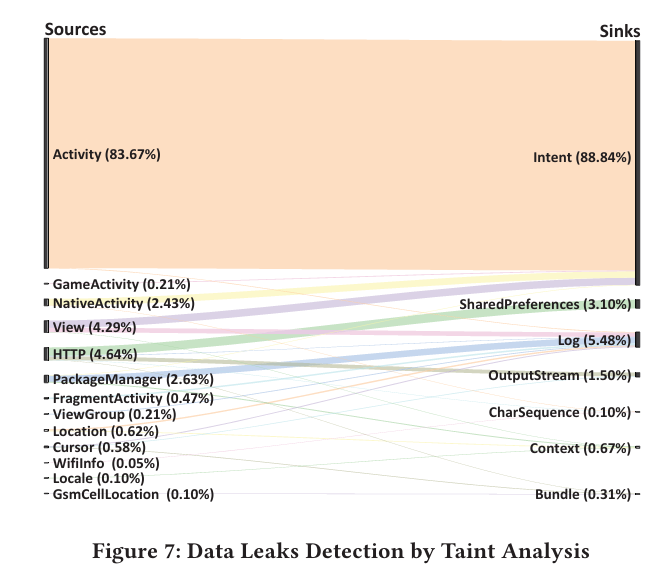 Sources
Sinks
Activity (83.67%)
Intent (88.84%)
GameActivity (0.21%)
NativeActivity (2.43%)
SharedPreferences (3.10%)
View (4.29%)
Log (5.48%)
HTTP (4.64%)
OutputStream (1.50%)
PackageManager (2.63%)
FragmentActivity (0.47%)
CharSequence (0.10%)
ViewGroup (0.21%)
Location (0.62%)
Cursor (0.58%)
Context (0.67%)
WifiInfo (0.05%)
Locale (0.10%)
GsmCellLocation (0.10%)
Bundle (0.31%)
Figure 7: Data Leaks Detection by Taint Analysis